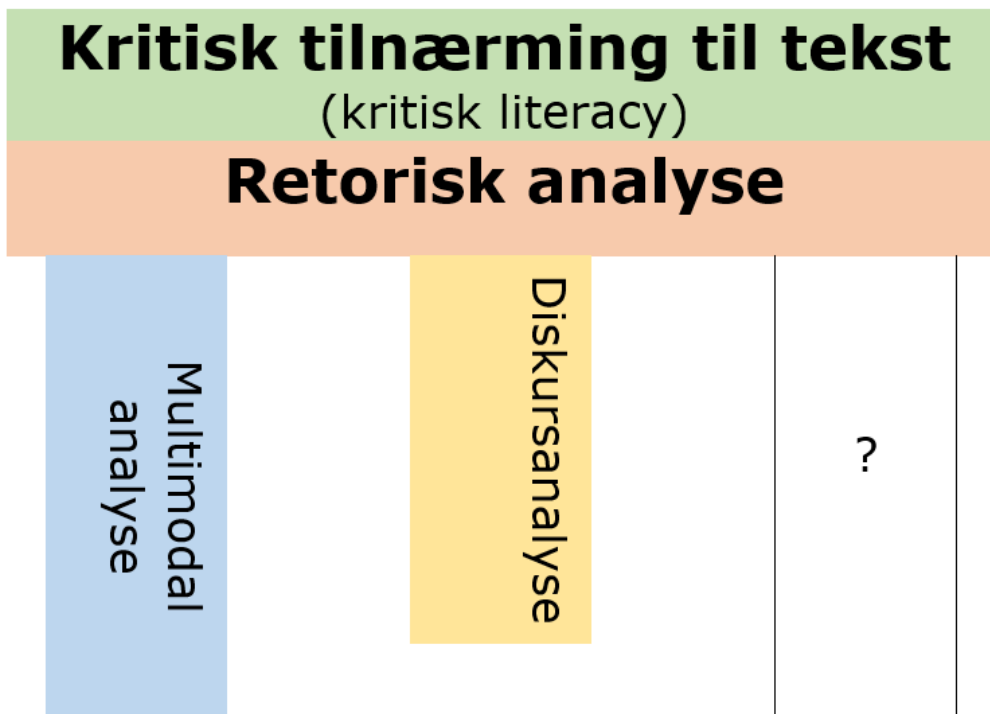 Kritisk tilnærming til tekst
(kritisk literacy)
Retorisk analyse
Multimodal
analyse
Diskursanalyse
?